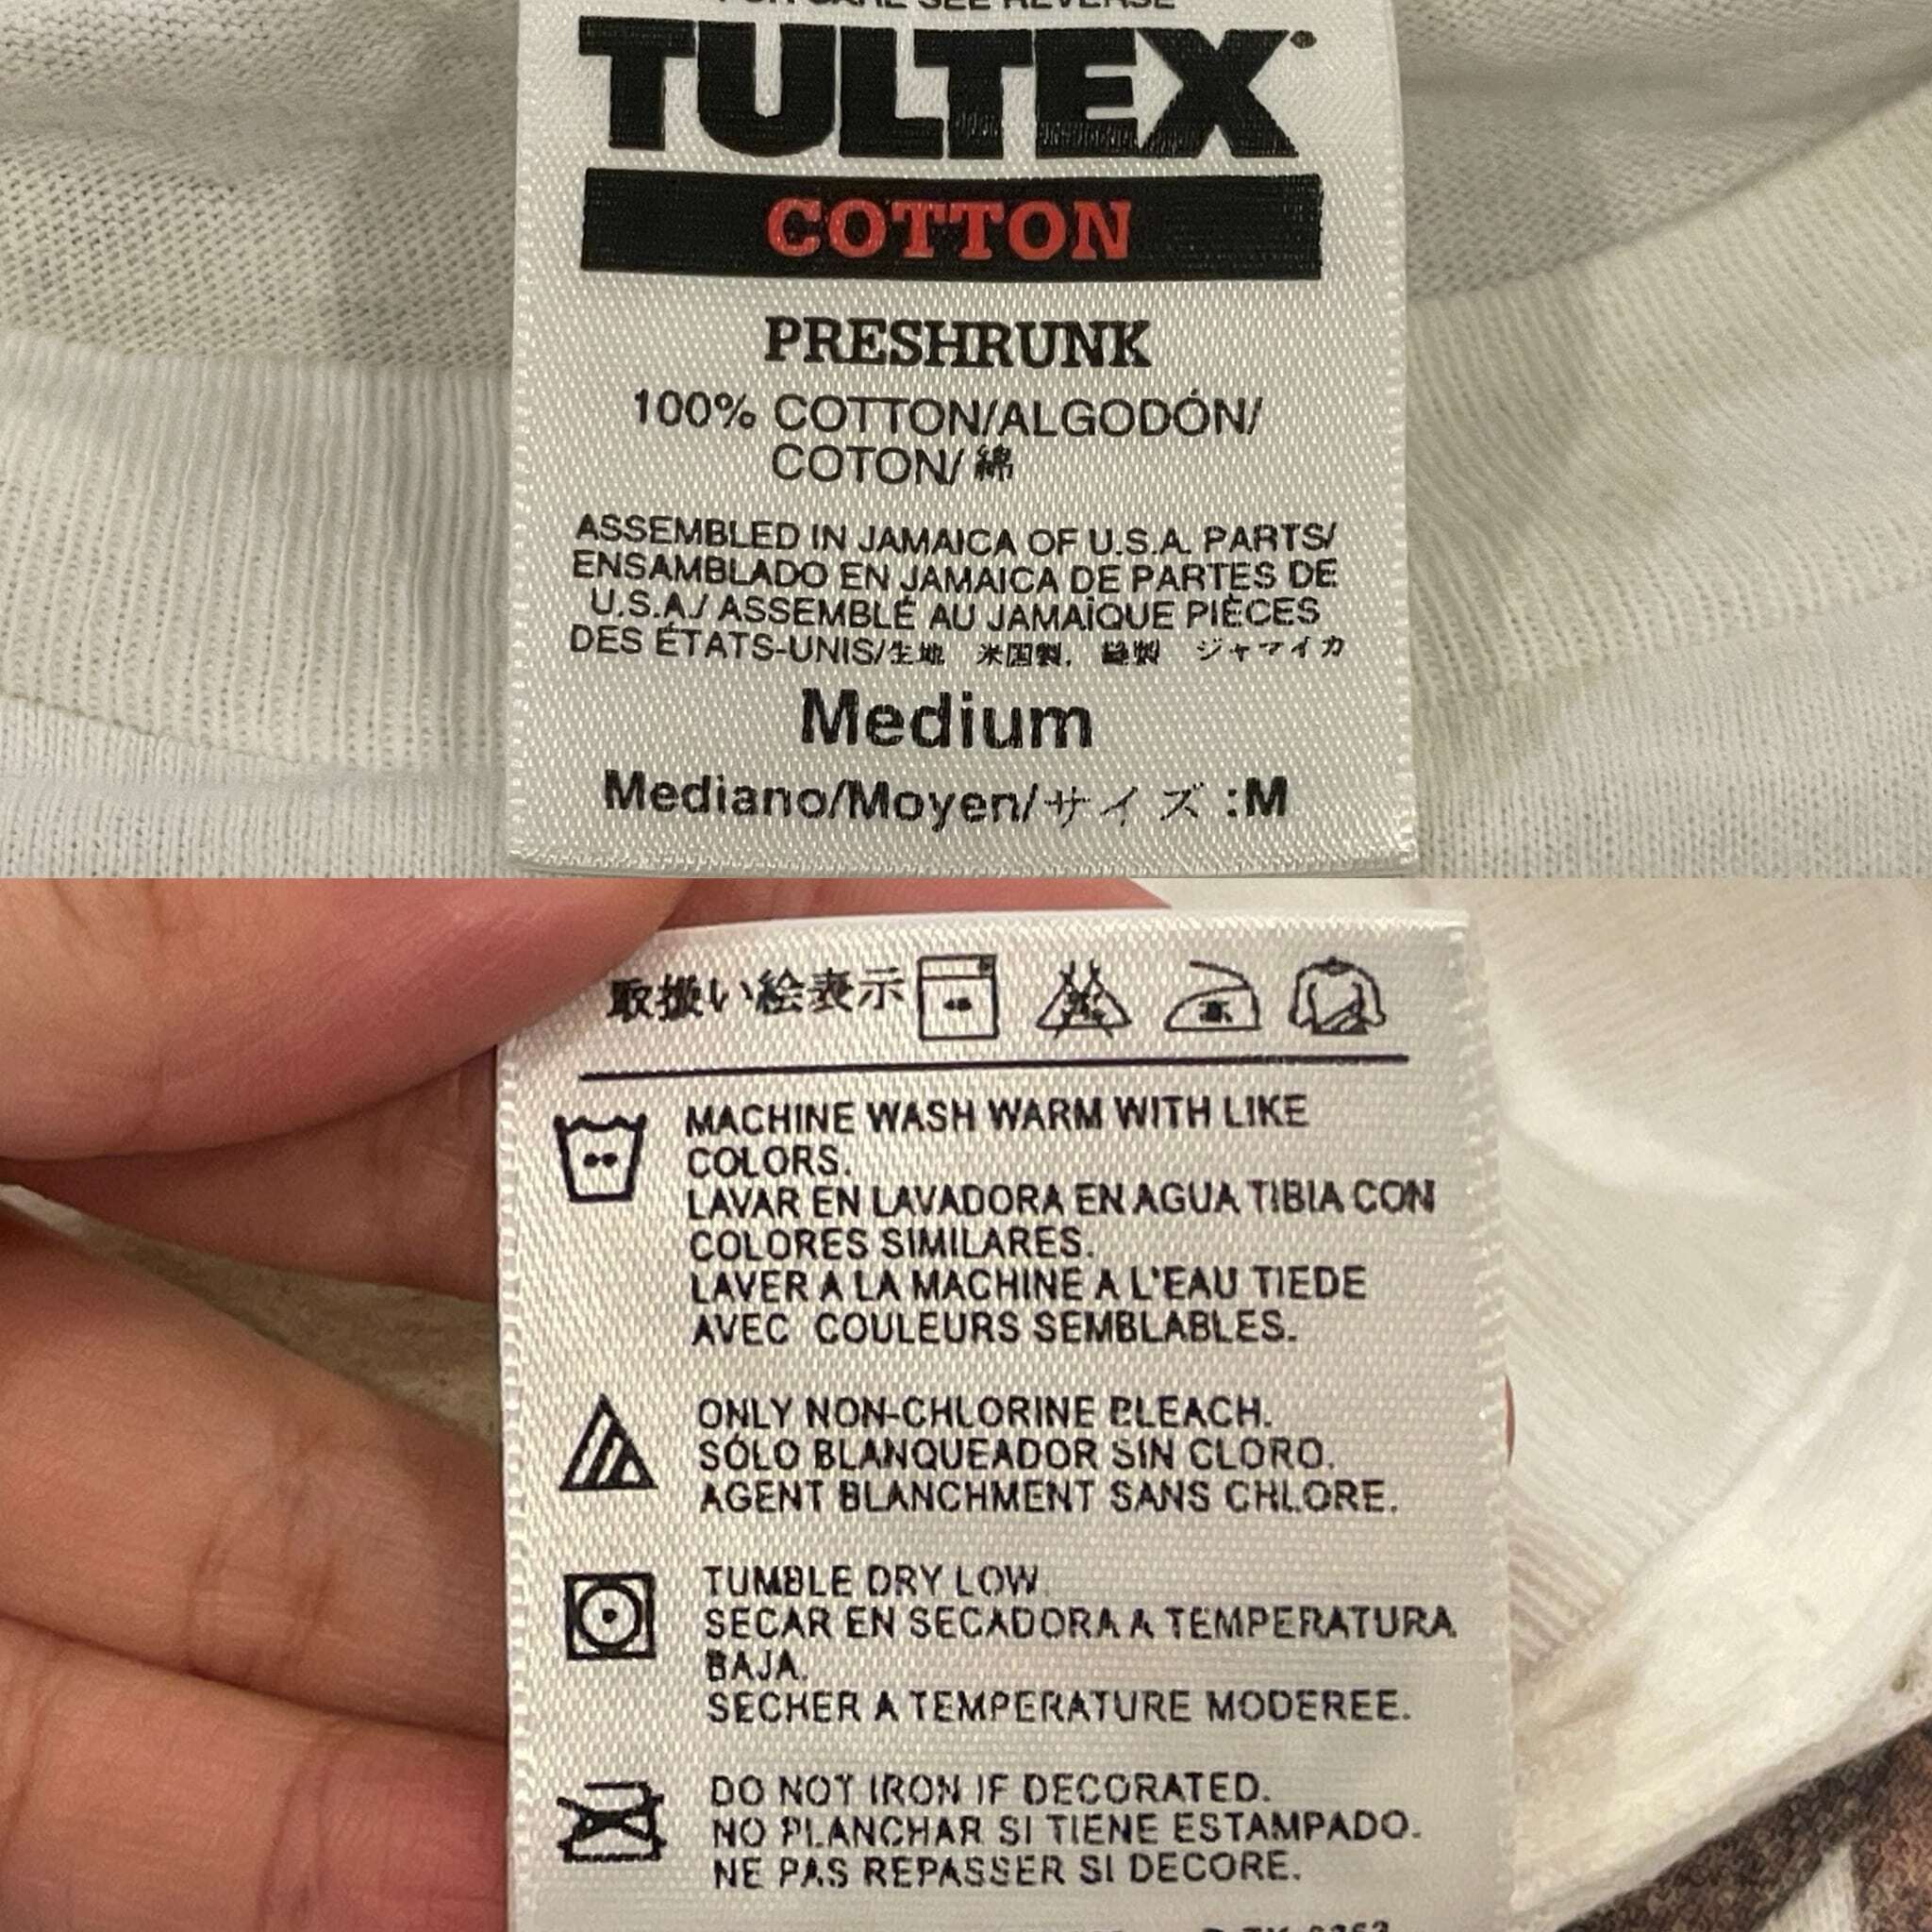 FOR CARE SEE REVERSE
TULTEX
COTTON
PRESHRUNK
100% COTTON/ALGODÓN/
COTON/綿
ASSEMBLED IN JAMAICA OF U.S.A. PARTS/
ENSAMBLADO EN JAMAICA DE PARTES DE
U.S.A./ ASSEMBLÉ AU JAMAÏQUE PIÈCES
DES ÉTATS-UNIS/生地 米国製. 縫製 ジャマイカ
Medium
Mediano/Moyen/サイズ :M
取扱い絵表示
MACHINE WASH WARM WITH LIKE
COLORS.
LAVAR EN LAVADORA EN AGUA TIBIA CON
COLORES SIMILARES.
LAVER A LA MACHINE A L'EAU TIEDE
AVEC COULEURS SEMBLABLES.
ONLY NON-CHLORINE BLEACH.
SÓLO BLANQUEADOR SIN CLORO.
AGENT BLANCHMENT SANS CHLORE.
TUMBLE DRY LOW.
SECAR EN SECADORA A TEMPERATURA
BAJA.
SECHER A TEMPERATURE MODEREE.
DO NOT IRON IF DECORATED.
NO PLANCHAR SI TIENE ESTAMPADO.
NE PAS REPASSER SI DECORE.